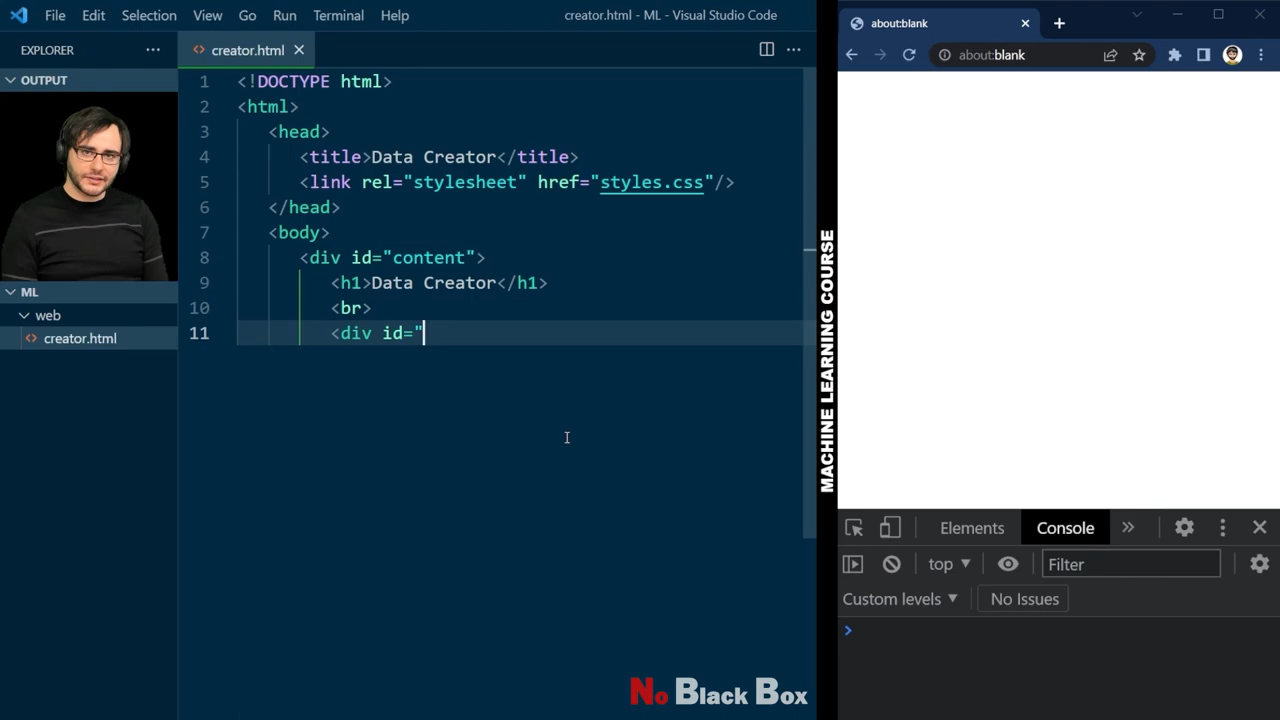 File Edit Selection View Go Run Terminal Help
creator.html - ML - Visual Studio Code
EXPLORER
OUTPUT
ML
web
creator.html
creator.html
1 <!DOCTYPE html>
2 <html>
3 <head>
4 <title>Data Creator</title>
5 <link rel="stylesheet" href="styles.css"/>
6 </head>
7 <body>
8 <div id="content">
9 <h1>Data Creator</h1>
10 <br>
11 <div id="
No Black Box
MACHINE LEARNING COURSE
about:blank
about:blank
Elements Console
top Filter
Custom levels No Issues